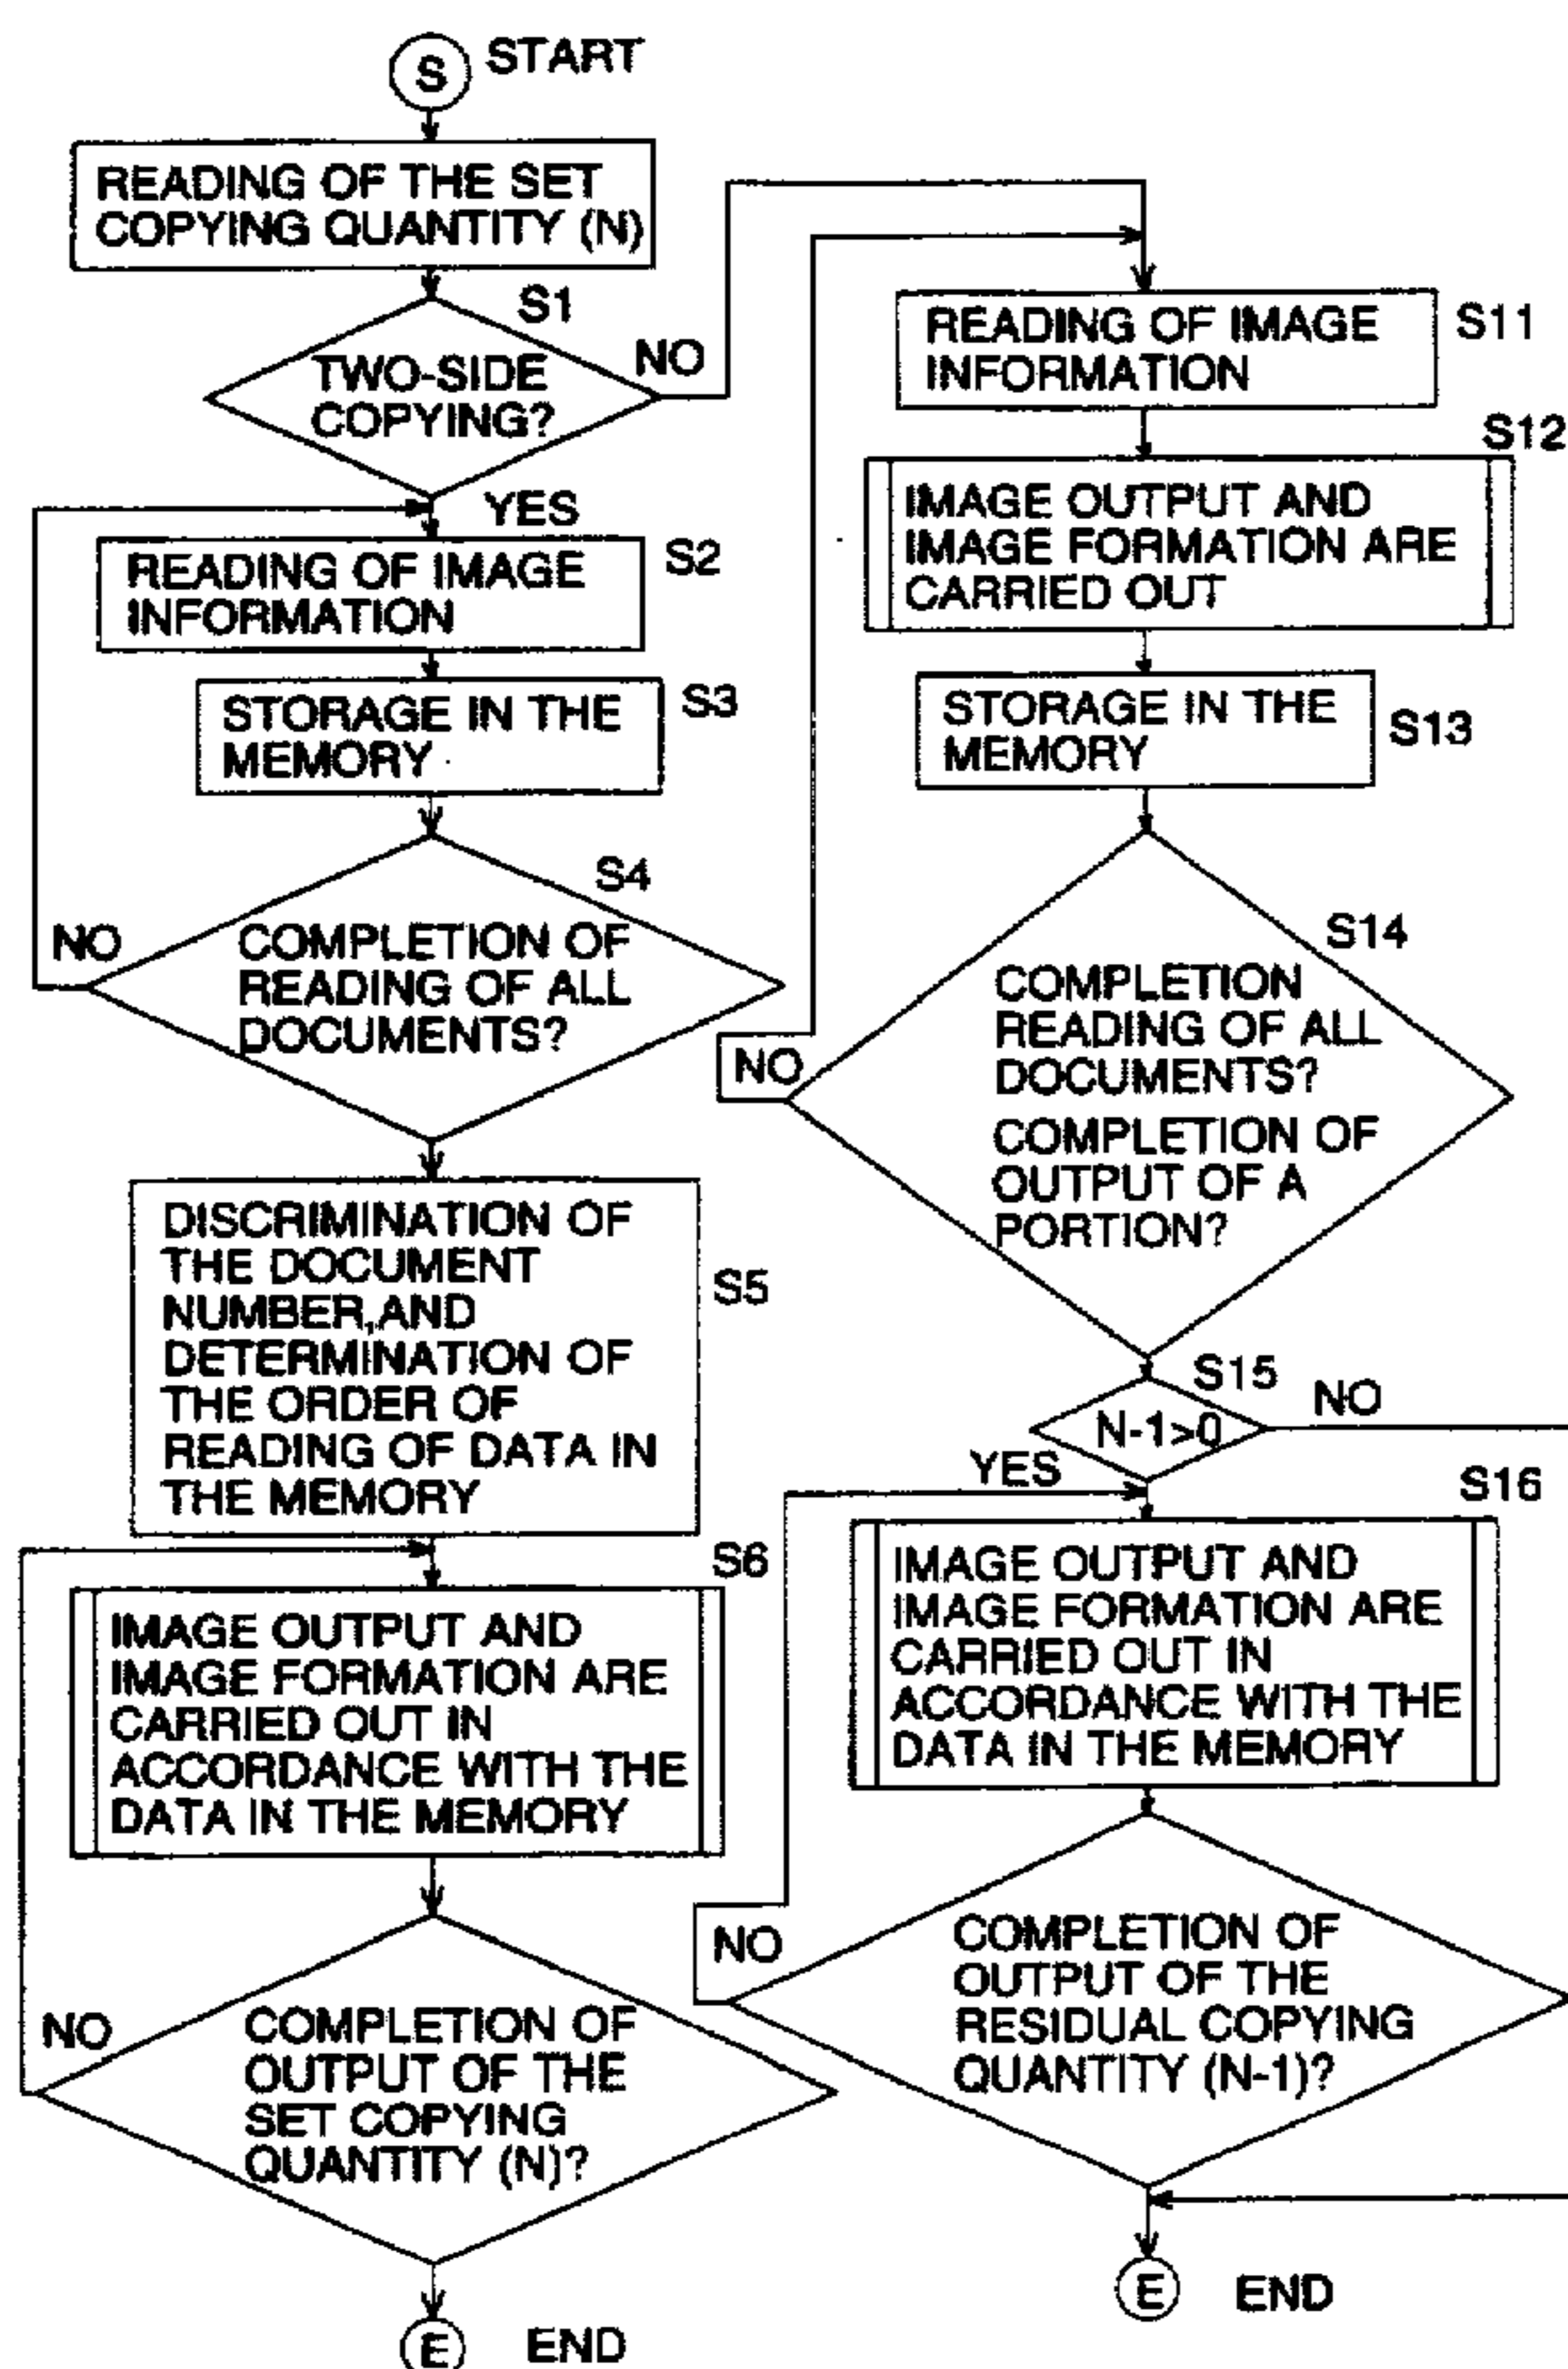 S START
READING OF THE SET
COPYING QUANTITY (N)
S1
TWO-SIDE
COPYING?
NO
YES
READING OF IMAGE
INFORMATION
S2
STORAGE IN THE
MEMORY
S3
S4
COMPLETION OF
READING OF ALL
DOCUMENTS?
NO
DISCRIMINATION OF
THE DOCUMENT
NUMBER,AND
DETERMINATION OF
THE ORDER OF
READING OF DATA IN
THE MEMORY
S5
S6
IMAGE OUTPUT AND
IMAGE FORMATION ARE
CARRIED OUT IN
ACCORDANCE WITH THE
DATA IN THE MEMORY
NO
COMPLETION OF
OUTPUT OF THE
SET COPYING
QUANTITY (N)?
E END
READING OF IMAGE
INFORMATION
S11
S12
IMAGE OUTPUT AND
IMAGE FORMATION ARE
CARRIED OUT
STORAGE IN THE
MEMORY
S13
S14
COMPLETION
READING OF ALL
DOCUMENTS?
COMPLETION OF
OUTPUT OF A
PORTION?
NO
S15
N-1>0
NO
YES
S16
IMAGE OUTPUT AND
IMAGE FORMATION ARE
CARRIED OUT IN
ACCORDANCE WITH THE
DATA IN THE MEMORY
NO
COMPLETION OF
OUTPUT OF THE
RESIDUAL COPYING
QUANTITY (N-1)?
E END